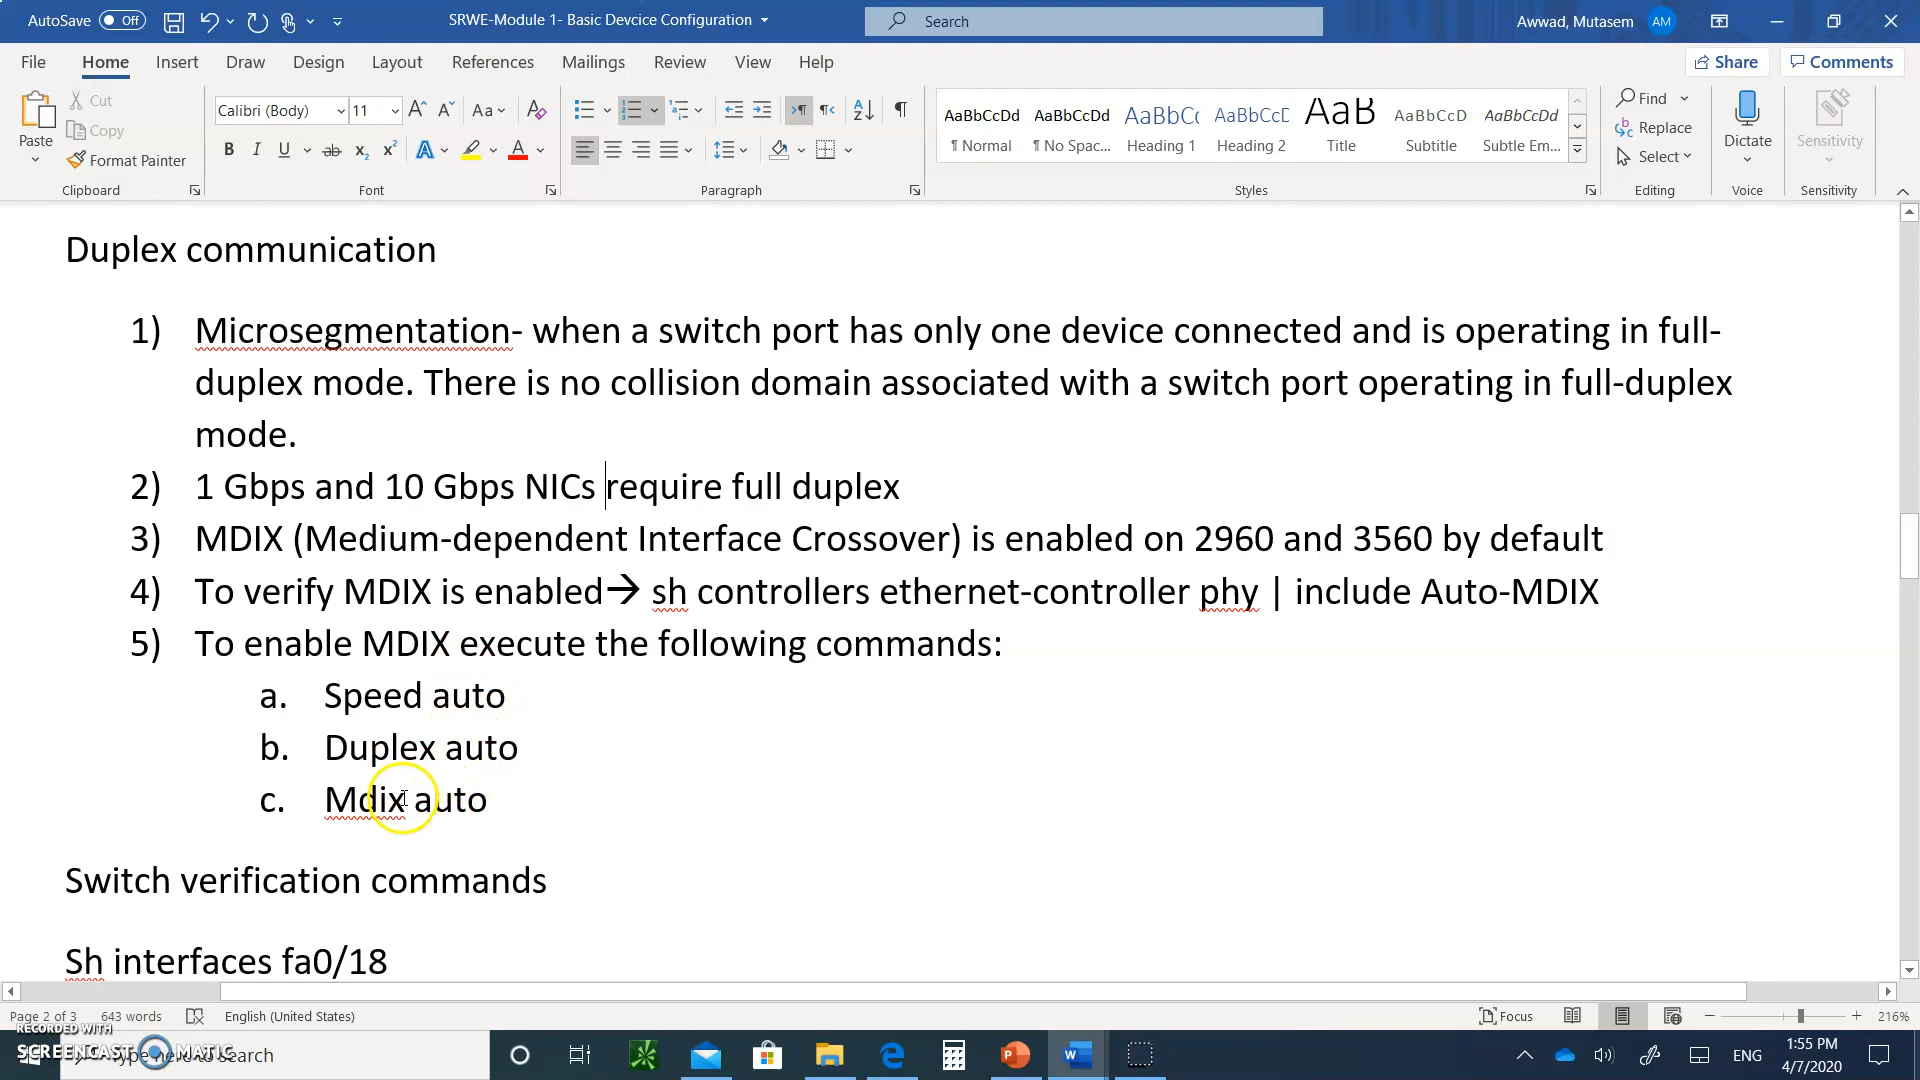 AutoSave Off SRWE-Module 1- Basic Devcice Configuration Search Awwad, Mutasem AM
File Home Insert Draw Design Layout References Mailings Review View Help Share Comments
Paste Cut Copy Format Painter Clipboard
Calibri (Body) 11 Aa Font
Paragraph
AaBbCcDd ¶ Normal
AaBbCcDd ¶ No Spac...
AaBbCc Heading 1
AaBbCcD Heading 2
AaB Title
AaBbCcD Subtitle
AaBbCcDd Subtle Em...
Styles
Find Replace Select Editing
Dictate Voice
Sensitivity Sensitivity
Duplex communication
1) Microsegmentation- when a switch port has only one device connected and is operating in full-
duplex mode. There is no collision domain associated with a switch port operating in full-duplex
mode.
2) 1 Gbps and 10 Gbps NICs require full duplex
3) MDIX (Medium-dependent Interface Crossover) is enabled on 2960 and 3560 by default
4) To verify MDIX is enabled→ sh controllers ethernet-controller phy | include Auto-MDIX
5) To enable MDIX execute the following commands:
a. Speed auto
b. Duplex auto
c. Mdix auto
Switch verification commands
Sh interfaces fa0/18
Page 2 of 3 643 words English (United States) Focus 216%
RECORDED WITH
SCREENCAST MATIC
Type here to search
ENG 1:55 PM
4/7/2020